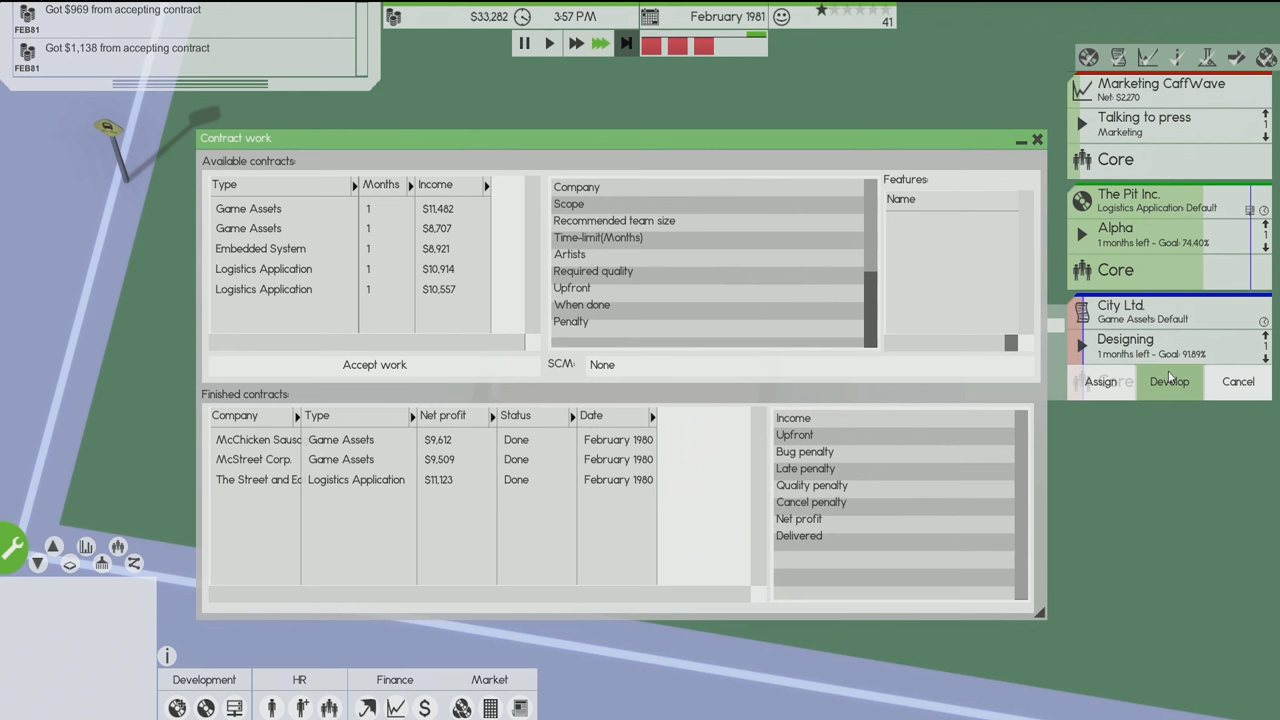 Got $969 from accepting contract
FEB81
Got $1,138 from accepting contract
FEB81
$33,282 3:57 PM February 1981 41
Marketing CaffWave
Net: $2,270
Talking to press
Marketing
1
Core
The Pit Inc.
Logistics Application: Default
Alpha
1 months left - Goal: 74.40%
1
Core
City Ltd.
Game Assets: Default
Designing
1 months left - Goal: 91.89%
1
Assign Core Develop Cancel
Contract work
Available contracts:
Type Months Income
Game Assets 1 $11,482
Game Assets 1 $8,707
Embedded System 1 $8,921
Logistics Application 1 $10,914
Logistics Application 1 $10,557
Company
Scope
Recommended team size
Time-limit(Months)
Artists
Required quality
Upfront
When done
Penalty
Features:
Name
Accept work
SCM: None
Finished contracts:
Company Type Net profit Status Date
McChicken Sausc Game Assets $9,612 Done February 1980
McStreet Corp. Game Assets $9,509 Done February 1980
The Street and Ec Logistics Application $11,123 Done February 1980
Income
Upfront
Bug penalty
Late penalty
Quality penalty
Cancel penalty
Net profit
Delivered
Development HR Finance Market